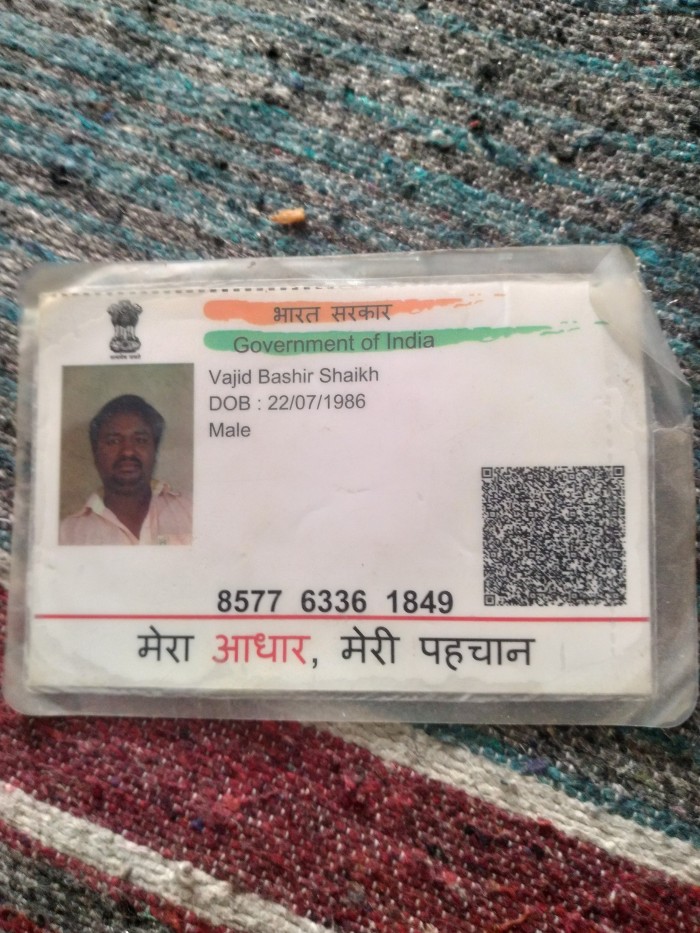 भारत सरकार
Government of India
Vajid Bashir Shaikh
DOB : 22/07/1986
Male
8577 6336 1849
मेरा आधार, मेरी पहचान